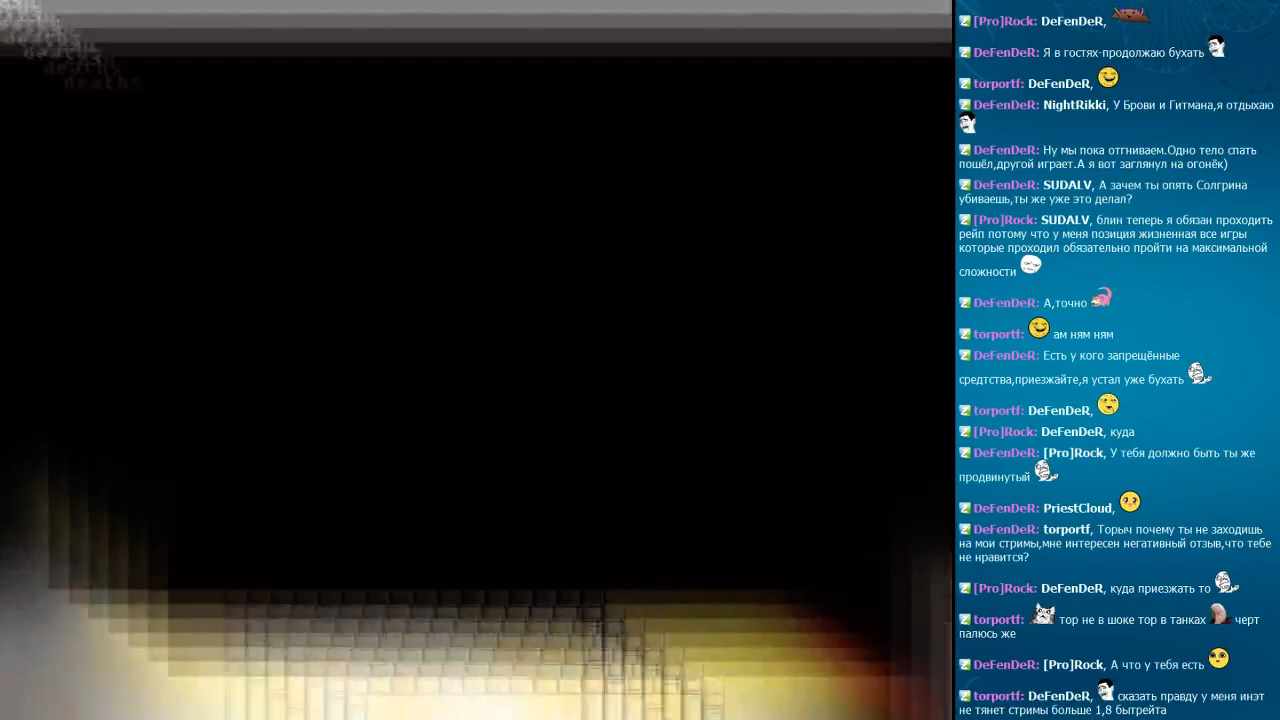 deaths
deaths
deaths
[Pro]Rock: DeFenDeR,
DeFenDeR: Я в гостях-продолжаю бухать
torportf: DeFenDeR,
DeFenDeR: NightRikki, У Брови и Гитмана,я отдыхаю
DeFenDeR: Ну мы пока отгниваем.Одно тело спать
пошёл,другой играет.А я вот заглянул на огонёк)
DeFenDeR: SUDALV, А зачем ты опять Солгрина
убиваешь,ты же уже это делал?
[Pro]Rock: SUDALV, блин теперь я обязан проходить
рейп потому что у меня позиция жизненная все игры
которые проходил обязательно пройти на максимальной
сложности
DeFenDeR: А,точно
torportf: ам ням ням
DeFenDeR: Есть у кого запрещённые
средтства,приезжайте,я устал уже бухать
torportf: DeFenDeR,
[Pro]Rock: DeFenDeR, куда
DeFenDeR: [Pro]Rock, У тебя должно быть ты же
продвинутый
DeFenDeR: PriestCloud,
DeFenDeR: torportf, Торыч почему ты не заходишь
на мои стримы,мне интересен негативный отзыв,что тебе
не нравится?
[Pro]Rock: DeFenDeR, куда приезжать то
torportf: тор не в шоке тор в танках черт
палюсь же
DeFenDeR: [Pro]Rock, А что у тебя есть
torportf: DeFenDeR, сказать правду у меня инэт
не тянет стримы больше 1,8 бытрейта